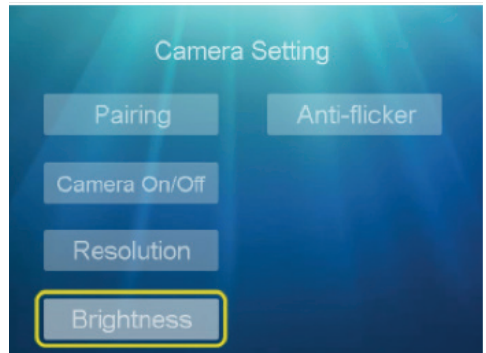 Camera Setting
Pairing
Anti-flicker
Camera On/Off
Resolution
Brightness